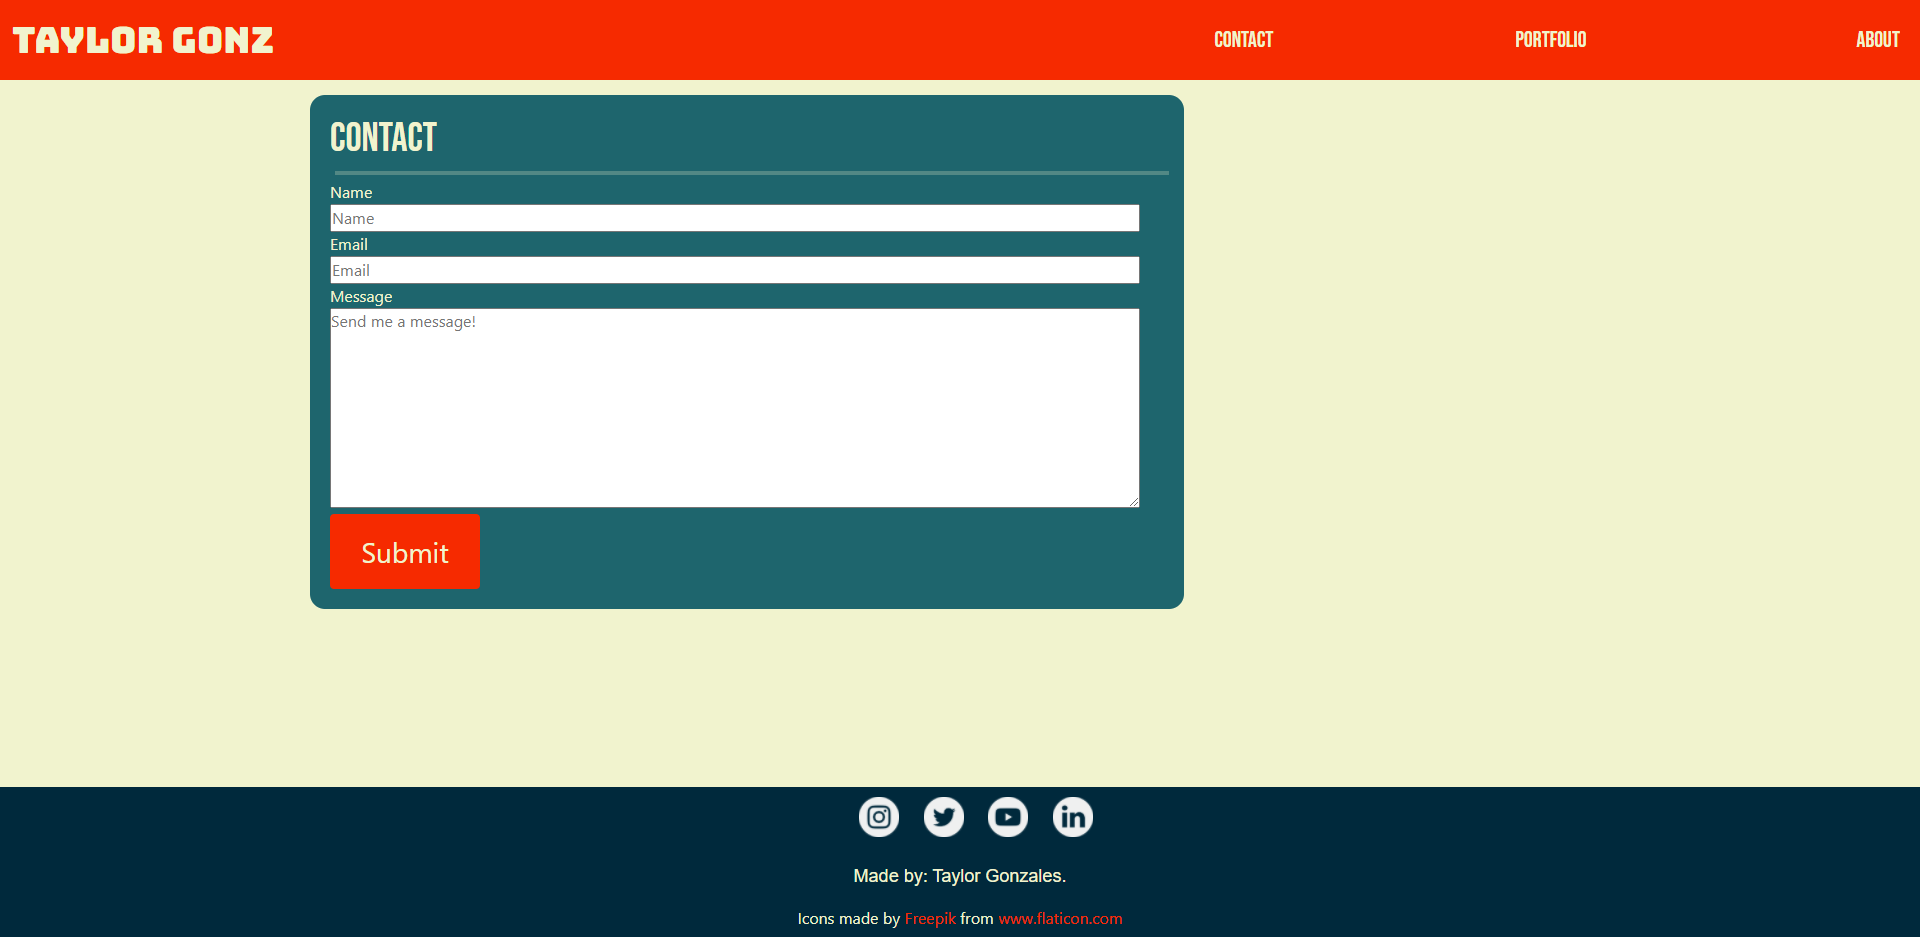 TAYLOR GONZ
CONTACT
PORTFOLIO
ABOUT
CONTACT
Name
Name
Email
Email
Message
Send me a message!
Submit
Made by: Taylor Gonzales.
Icons made by Freepik from www.flaticon.com